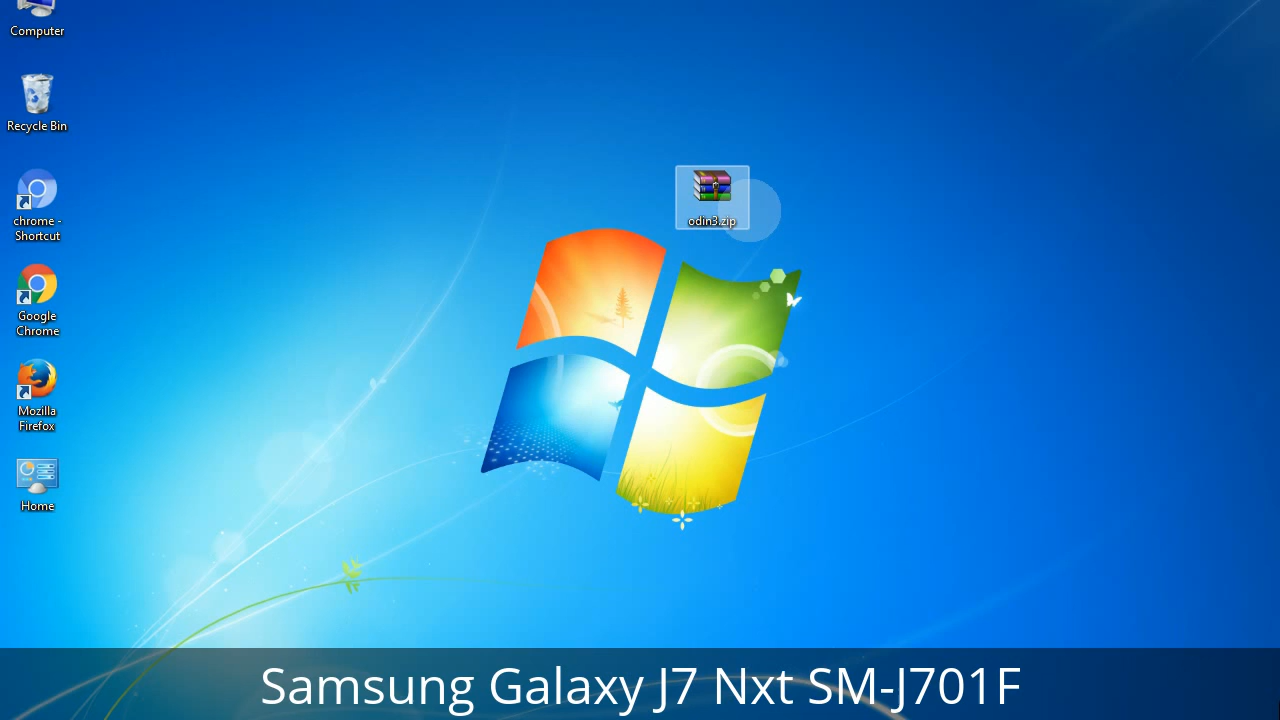 Computer
Recycle Bin
chrome -
Shortcut
Google
Chrome
Mozilla
Firefox
Home
odin3.zip
Samsung Galaxy J7 Nxt SM-J701F